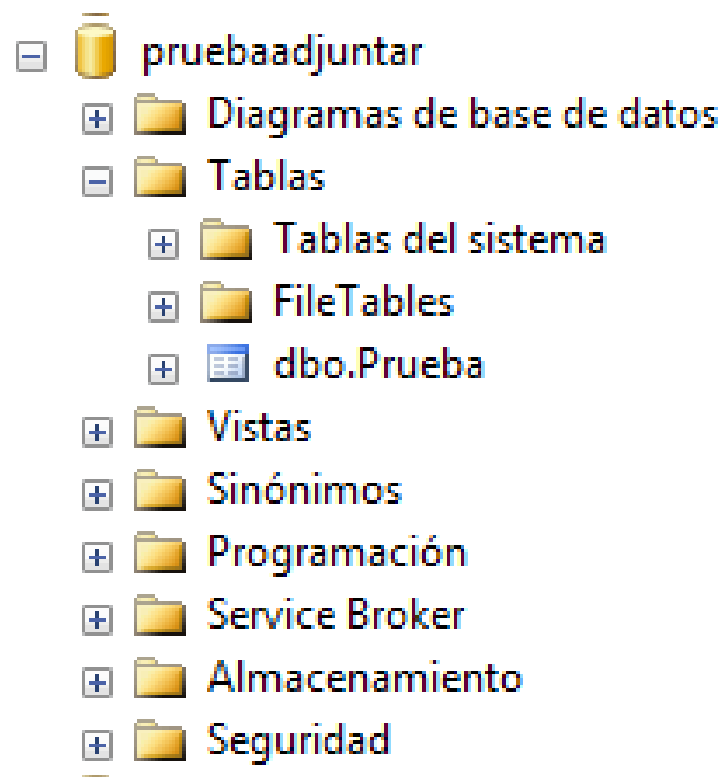 pruebaadjuntar
Diagramas de base de datos
Tablas
Tablas del sistema
FileTables
dbo.Prueba
Vistas
Sinónimos
Programación
Service Broker
Almacenamiento
Seguridad